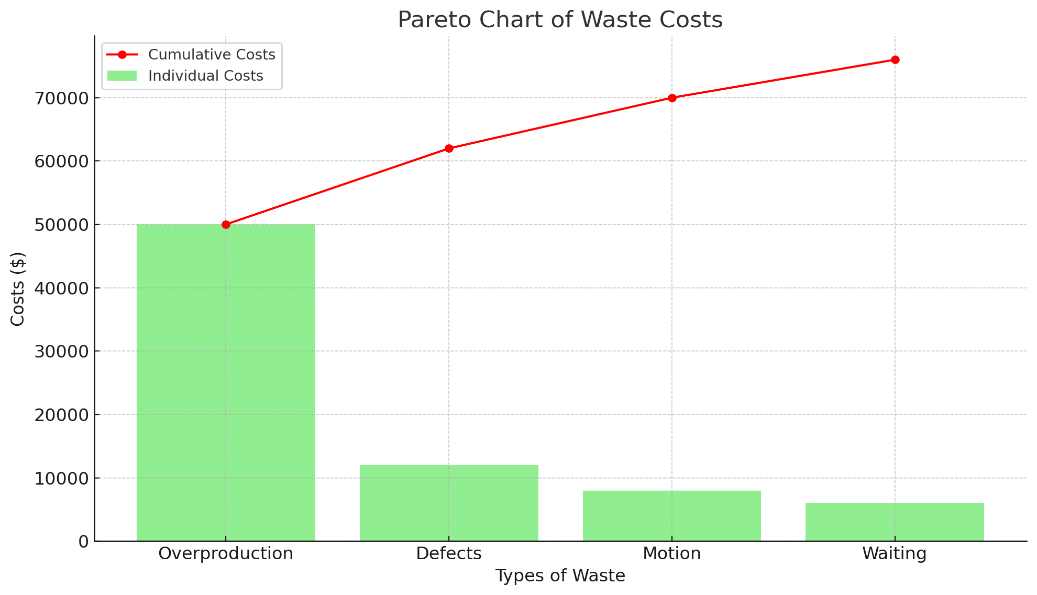 Pareto Chart of Waste Costs
Cumulative Costs
Individual Costs
70000
60000
50000
40000
30000
20000
10000
0
Costs ($)
Overproduction Defects Motion Waiting
Types of Waste